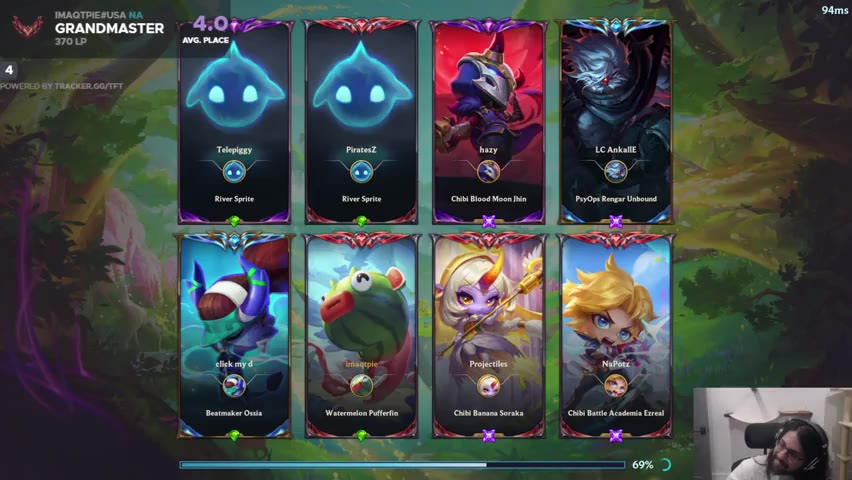 IMAQTPIE#USA NA
GRANDMASTER
370 LP
4.0
AVG. PLACE
4
POWERED BY TRACKER.GG/TFT
94ms
Telepiggy
River Sprite
PiratesZ
River Sprite
hazy
Chibi Blood Moon Jhin
LC AnkallE
PsyOps Rengar Unbound
click my d
Beatmaker Ossia
imaqtpie
Watermelon Pufferfin
Projectiles
Chibi Banana Soraka
NaPotz
Chibi Battle Academia Ezreal
69%